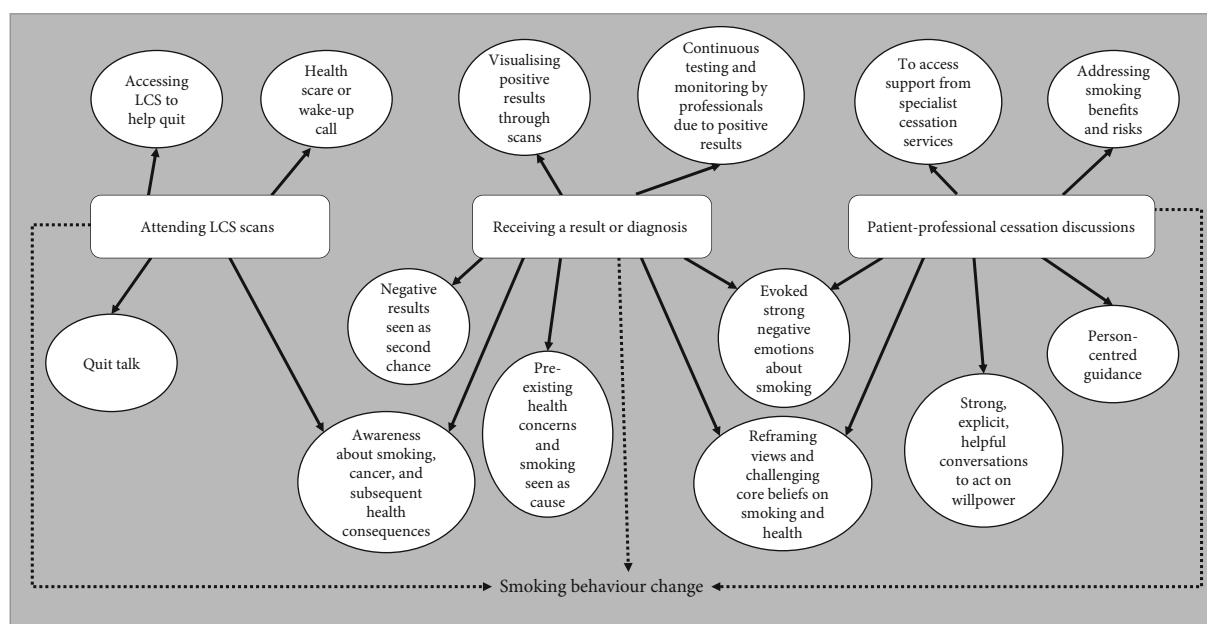 Accessing
LCS to
help quit
Health
scare or
wake-up
call
Visualising
positive
results
through
scans
Continuous
testing and
monitoring by
professionals
due to positive
results
To access
support from
specialist
cessation
services
Addressing
smoking
benefits
and risks
Attending LCS scans
Receiving a result or diagnosis
Patient-professional cessation discussions
Quit talk
Negative
results
seen as
second
chance
Evoked
strong
negative
emotions
about
smoking
Person-
centred
guidance
Awareness
about smoking,
cancer, and
subsequent
health
consequences
Pre-
existing
health
concerns
and
smoking
seen as
cause
Reframing
views and
challenging
core beliefs on
smoking and
health
Strong,
explicit,
helpful
conversations
to act on
willpower
Smoking behaviour change